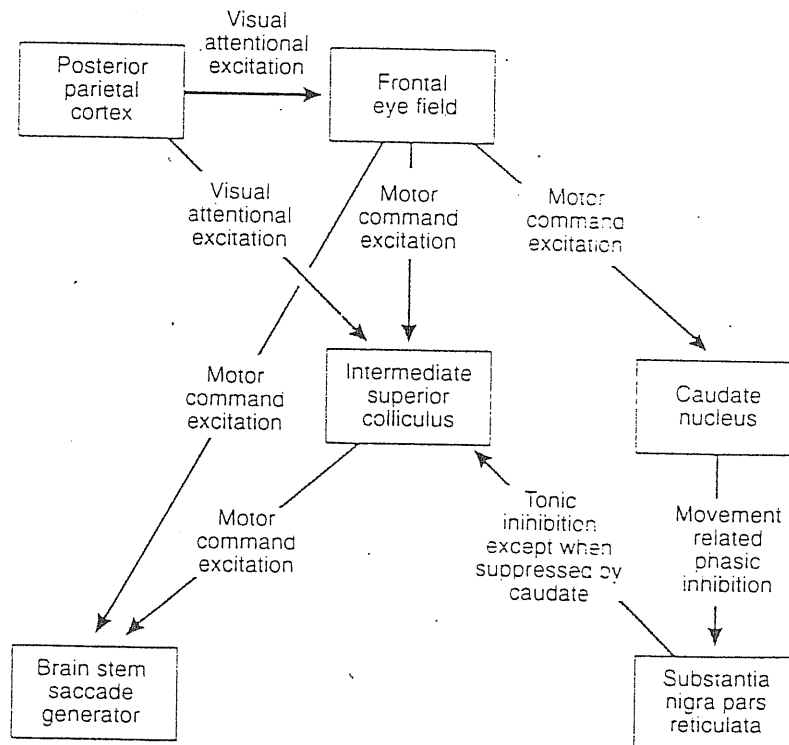 Visual
attentional
excitation
Posterior
parietal
cortex
Frontal
eye field
Visual
attentional
excitation
Motor
command
excitation
Motor
command
excitation
Motor
command
excitation
Intermediate
superior
colliculus
Caudate
nucleus
Motor
command
excitation
Tonic
ininibition
except when
suppressed by
caudate
Movement
related
phasic
innibition
Brain stem
saccade
generator
Substantia
nigra pars
reticulata